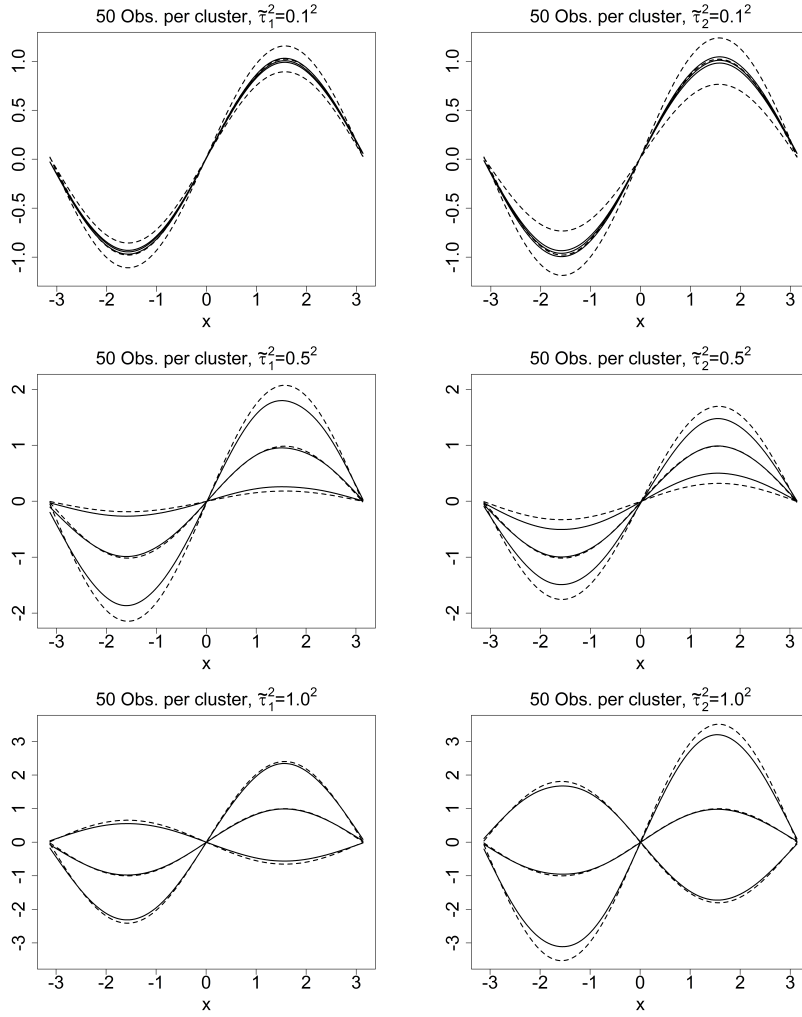 50 Obs. per cluster, τ̃₁²=0.1²
1.0
0.5
0.0
-0.5
-1.0
-3 -2 -1 0 1 2 3
x
50 Obs. per cluster, τ̃₂²=0.1²
1.0
0.5
0.0
-0.5
-1.0
-3 -2 -1 0 1 2 3
x
50 Obs. per cluster, τ̃₁²=0.5²
2
1
0
-1
-2
-3 -2 -1 0 1 2 3
x
50 Obs. per cluster, τ̃₂²=0.5²
2
1
0
-1
-2
-3 -2 -1 0 1 2 3
x
50 Obs. per cluster, τ̃₁²=1.0²
3
2
1
0
-1
-2
-3
-3 -2 -1 0 1 2 3
x
50 Obs. per cluster, τ̃₂²=1.0²
3
2
1
0
-1
-2
-3
-3 -2 -1 0 1 2 3
x